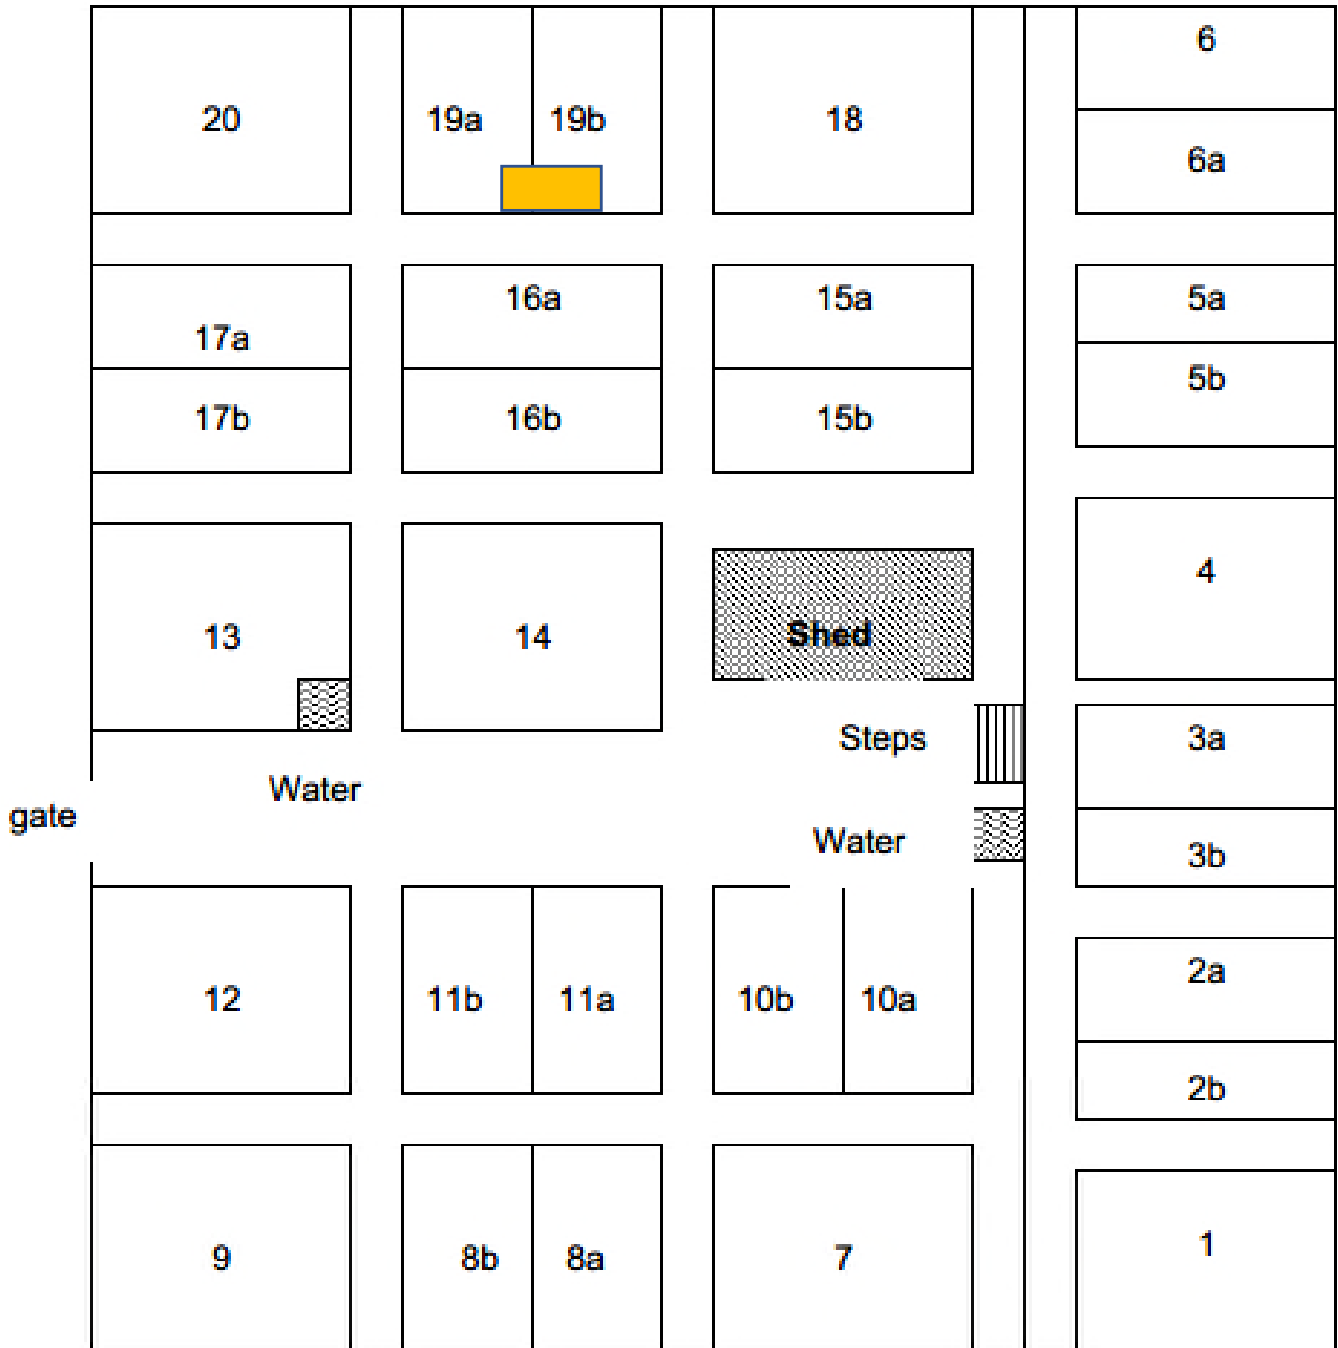 6
20 19a 19b 18
6a
16a 15a 5a
17a
5b
17b 16b 15b
4
13 14 Shed
Steps 3a
Water
gate
Water 3b
2a
12 11b 11a 10b 10a
2b
1
9 8b 8a 7